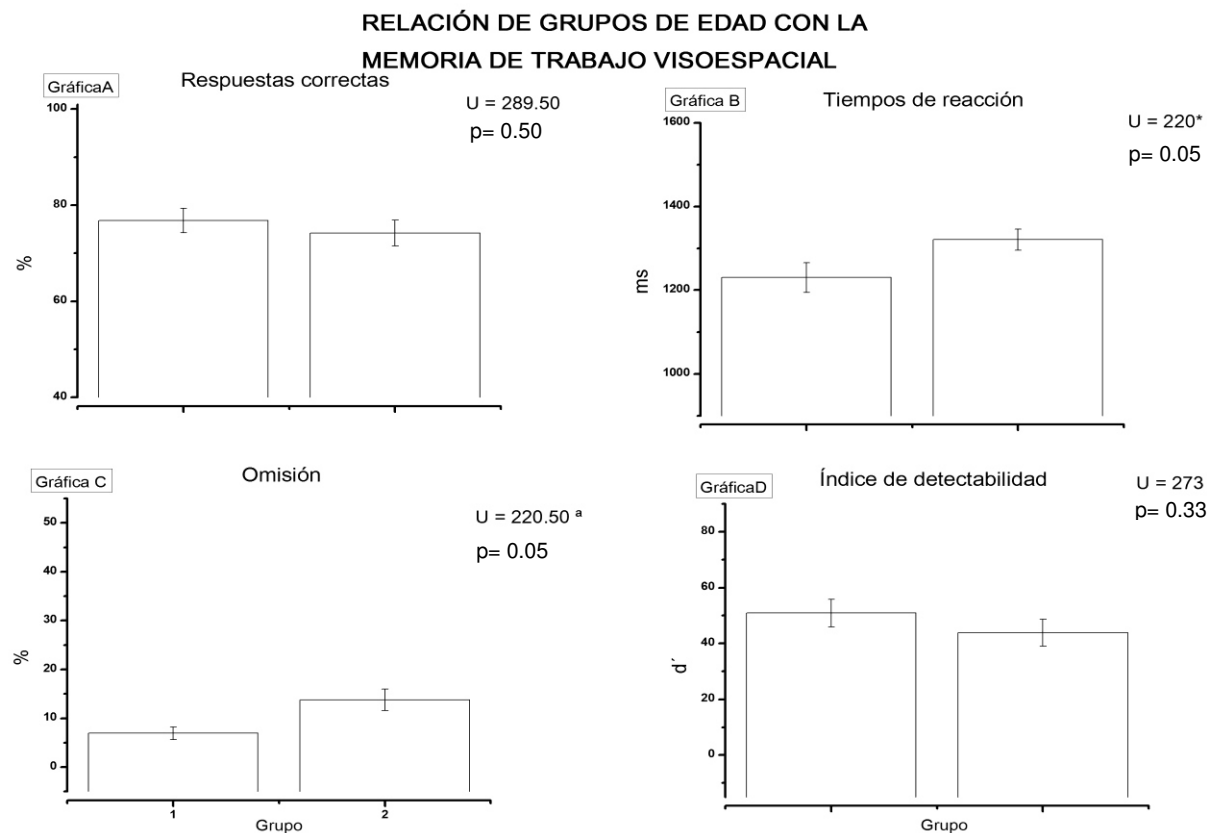 RELACIÓN DE GRUPOS DE EDAD CON LA
MEMORIA DE TRABAJO VISOESPACIAL
GráficaA
Respuestas correctas
U = 289.50
p= 0.50
100
80
60
40
%
Gráfica B
Tiempos de reacción
U = 220*
p= 0.05
1600
1400
1200
1000
ms
Gráfica C
Omisión
U = 220.50 ª
p= 0.05
50
40
30
20
10
0
%
1
2
Grupo
GráficaD
Índice de detectabilidad
U = 273
p= 0.33
80
60
40
20
0
d´
Grupo